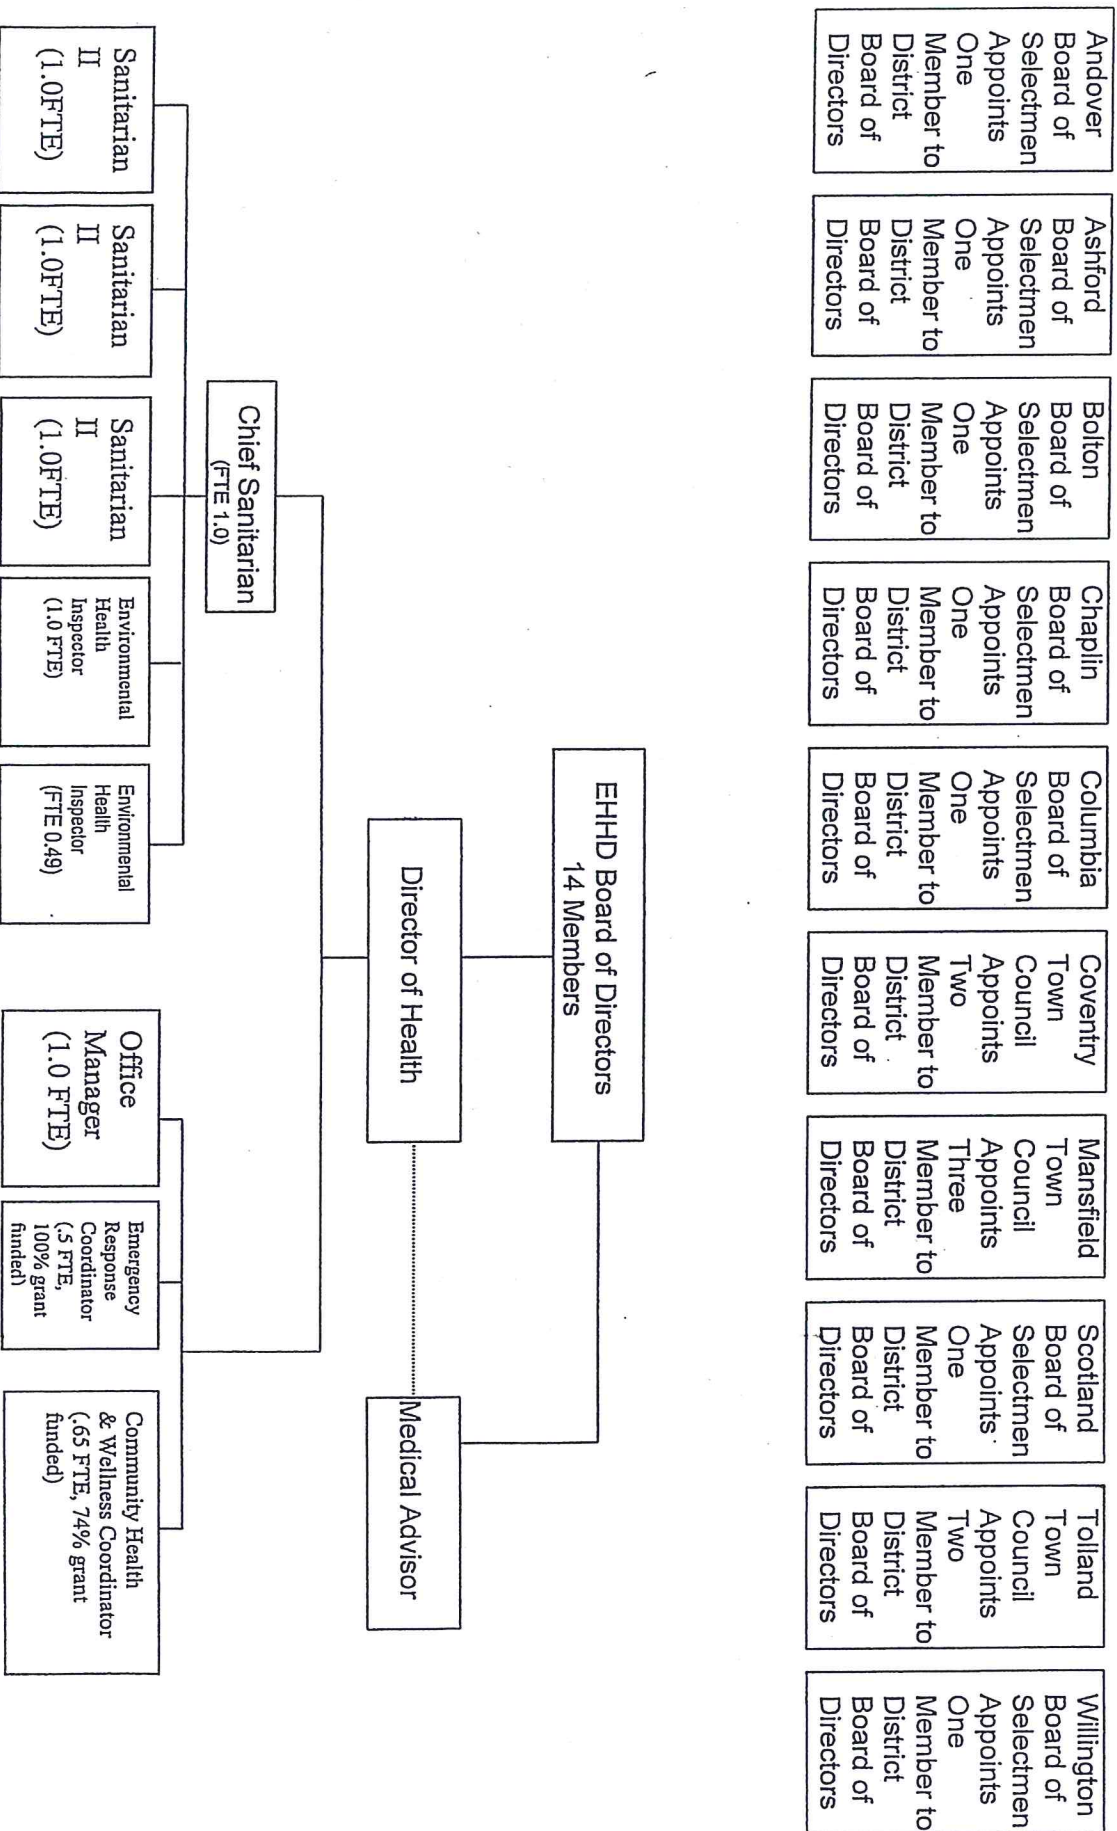 Andover
Board of
Selectmen
Appoints
One
Member to
District
Board of
Directors
Ashford
Board of
Selectmen
Appoints
One
Member to
District
Board of
Directors
Bolton
Board of
Selectmen
Appoints
One
Member to
District
Board of
Directors
Chaplin
Board of
Selectmen
Appoints
One
Member to
District
Board of
Directors
Columbia
Board of
Selectmen
Appoints
One
Member to
District
Board of
Directors
Coventry
Town
Council
Appoints
Two
Member to
District
Board of
Directors
Mansfield
Town
Council
Appoints
Three
Member to
District
Board of
Directors
Scotland
Board of
Selectmen
Appoints
One
Member to
District
Board of
Directors
Tolland
Town
Council
Appoints
Two
Member to
District
Board of
Directors
Willington
Board of
Selectmen
Appoints
One
Member to
District
Board of
Directors
EHHD Board of Directors
14 Members
Director of Health
Medical Advisor
Chief Sanitarian
(FTE 1.0)
Sanitarian
II
(1.0FTE)
Sanitarian
II
(1.0FTE)
Sanitarian
II
(1.0FTE)
Environmental
Health
Inspector
(1.0 FTE)
Environmental
Health
Inspector
(FTE 0.49)
Office
Manager
(1.0 FTE)
Emergency
Response
Coordinator
(.5 FTE,
100% grant
funded)
Community Health
& Wellness Coordinator
(.65 FTE, 74% grant
funded)